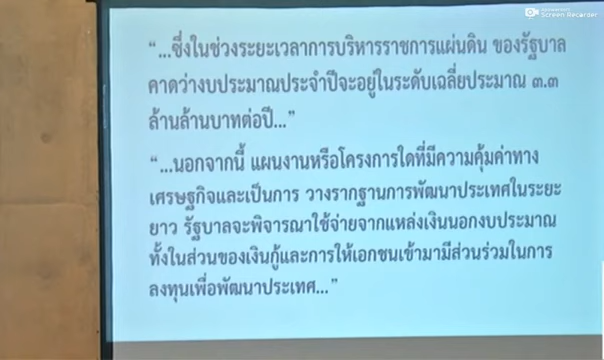 Screen Recorder
“...ซึ่งในช่วงระยะเวลาการบริหารราชการแผ่นดิน ของรัฐบาล
คาดว่างบประมาณประจำปีจะอยู่ในระดับเฉลี่ยประมาณ ๓.๓
ล้านล้านบาทต่อปี...”
“...นอกจากนี้ แผนงานหรือโครงการใดที่มีความคุ้มค่าทาง
เศรษฐกิจและเป็นการ วางรากฐานการพัฒนาประเทศในระยะ
ยาว รัฐบาลจะพิจารณาใช้จ่ายจากแหล่งเงินนอกงบประมาณ
ทั้งในส่วนของเงินกู้และการให้เอกชนเข้ามามีส่วนร่วมในการ
ลงทุนเพื่อพัฒนาประเทศ...”